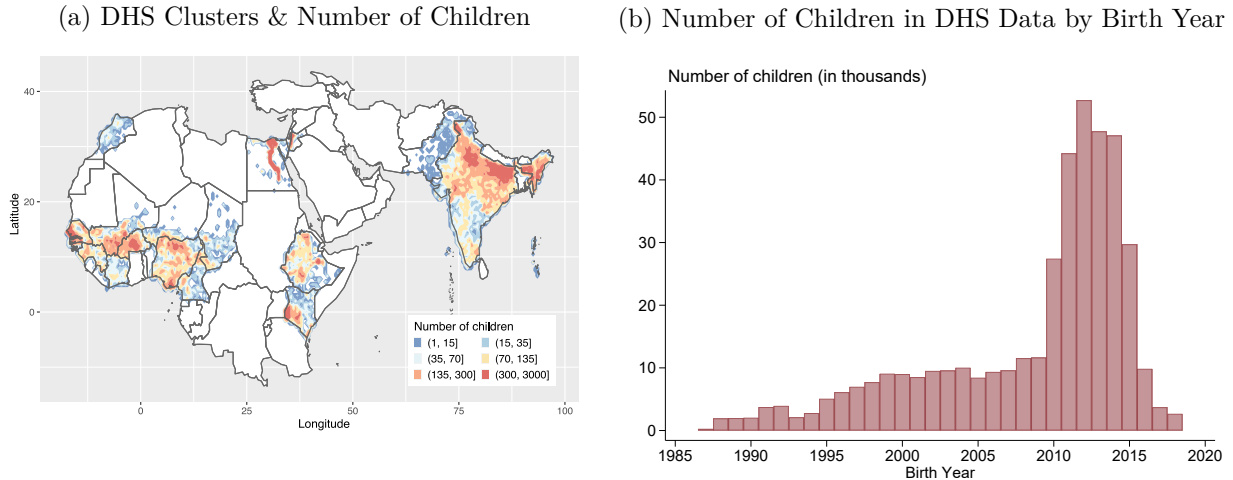 (a) DHS Clusters & Number of Children
40
20
0
Latitude
0 25 50 75 100
Longitude
Number of children
(1, 15] (15, 35]
(35, 70] (70, 135]
(135, 300] (300, 3000]
(b) Number of Children in DHS Data by Birth Year
Number of children (in thousands)
50
40
30
20
10
0
1985 1990 1995 2000 2005 2010 2015 2020
Birth Year